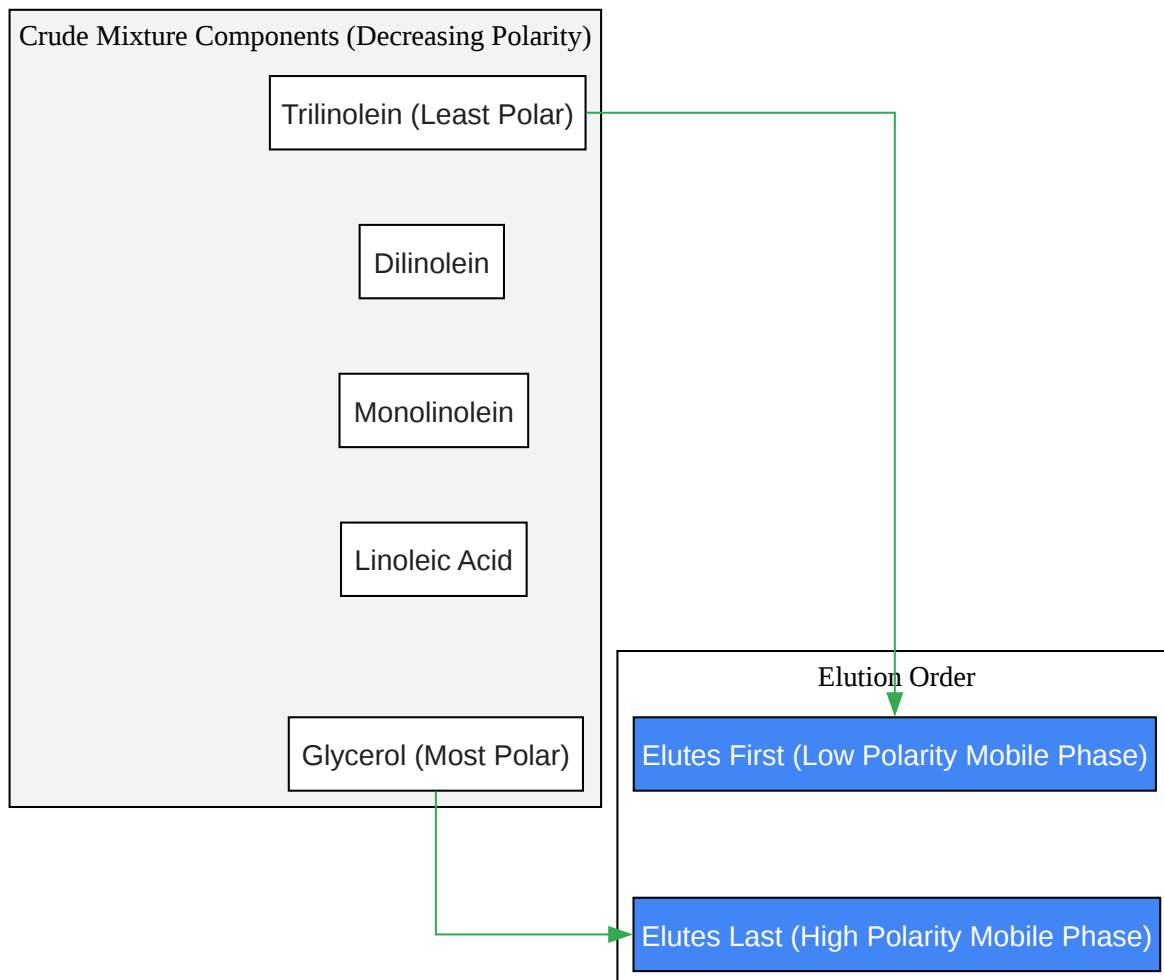 Crude Mixture Components (Decreasing Polarity)
Trilinolein (Least Polar)
Dilinolein
Monolinolein
Linoleic Acid
Glycerol (Most Polar)
Elution Order
Elutes First (Low Polarity Mobile Phase)
Elutes Last (High Polarity Mobile Phase)